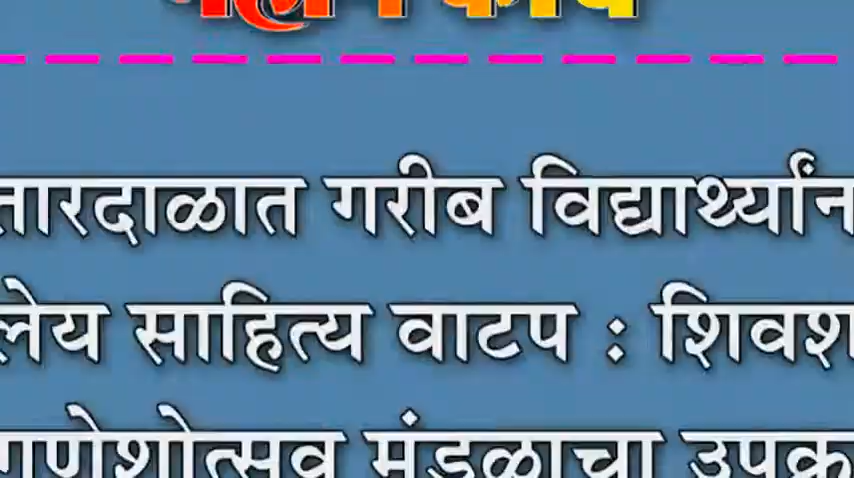 तारदाळात गरीब विद्यार्थ्यांन
लेय साहित्य वाटप : शिवश
गणेशोत्सव मंडळाचा उपक्र